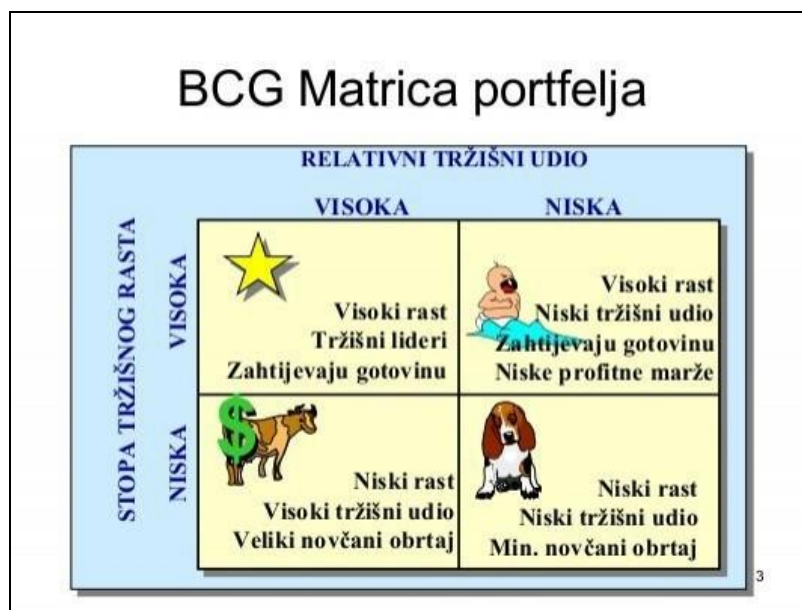 BCG Matrica portfelja
RELATIVNI TRŽIŠNI UDIO
VISOKA
NISKA
STOPA TRŽIŠNOG RASTA
VISOKA
Visoki rast
Tržišni lideri
Zahtijevaju gotovinu
Visoki rast
Niski tržišni udio
Zahtijevaju gotovinu
Niske profitne marže
NISKA
$
Niski rast
Visoki tržišni udio
Veliki novčani obrtaj
Niski rast
Niski tržišni udio
Min. novčani obrtaj
3